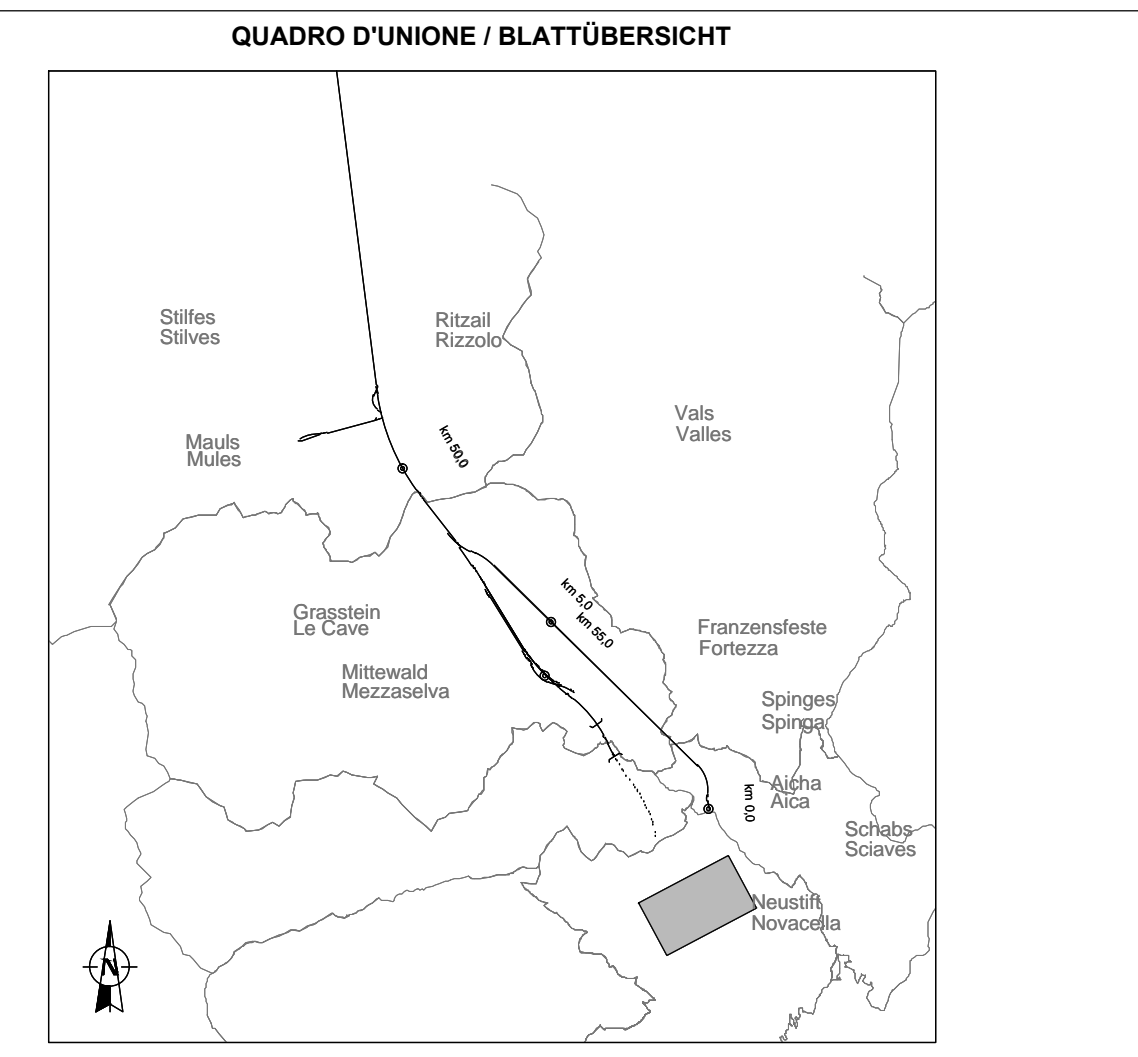 QUADRO D'UNIONE / BLATTÜBERSICHT
Stilfes
Stilves
Ritzail
Rizzolo
Vals
Valles
Mauls
Mules
km 50,0
km 5,0
km 55,0
Grasstein
Le Cave
Franzensfeste
Fortezza
Mittewald
Mezzaselva
Spinges
Spinga
Aicha
Aica
km 0,0
Schabs
Sciaves
Neustift
Novacella
N